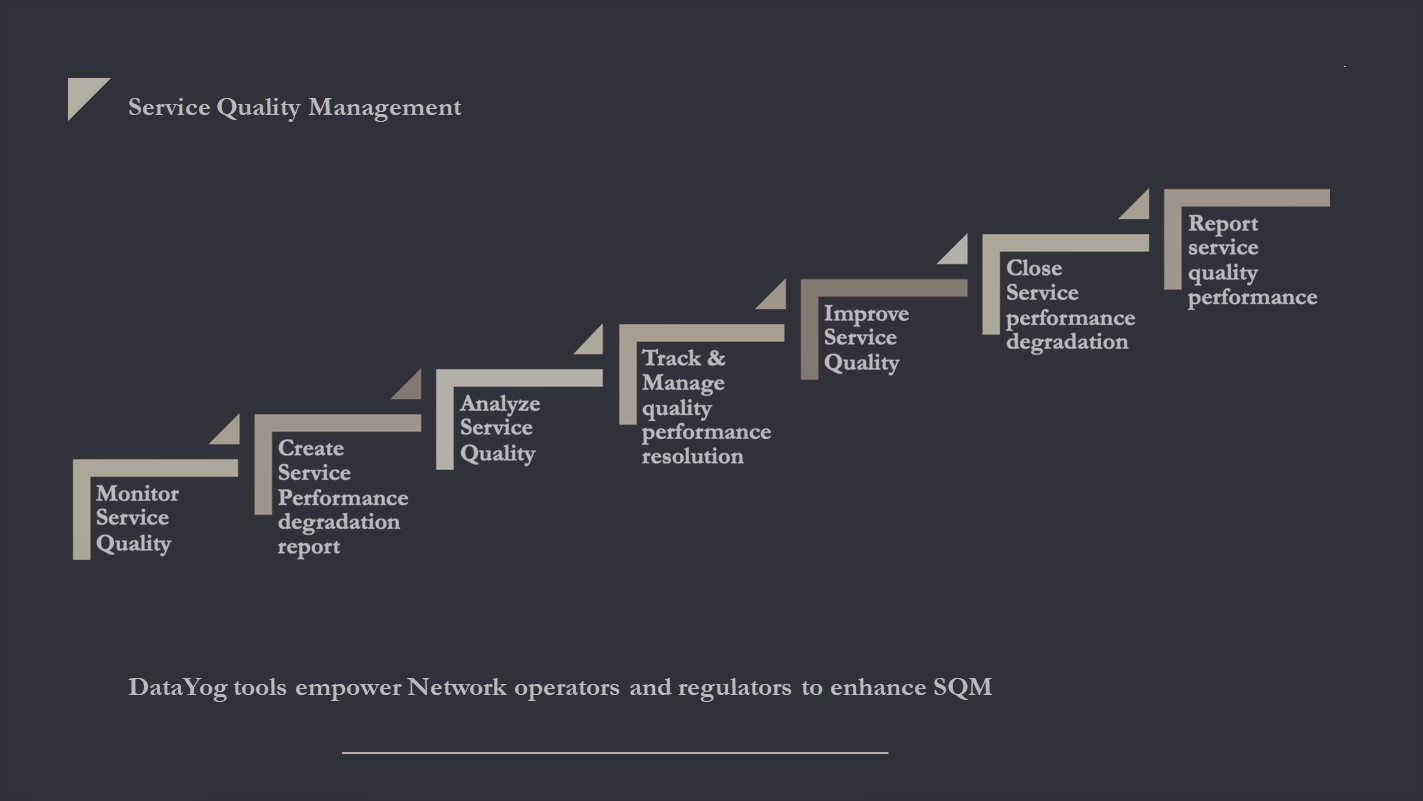 Service Quality Management
Monitor
Service
Quality
Create
Service
Performance
degradation
report
Analyze
Service
Quality
Track &
Manage
quality
performance
resolution
Improve
Service
Quality
Close
Service
performance
degradation
Report
service
quality
performance
DataYog tools empower Network operators and regulators to enhance SQM